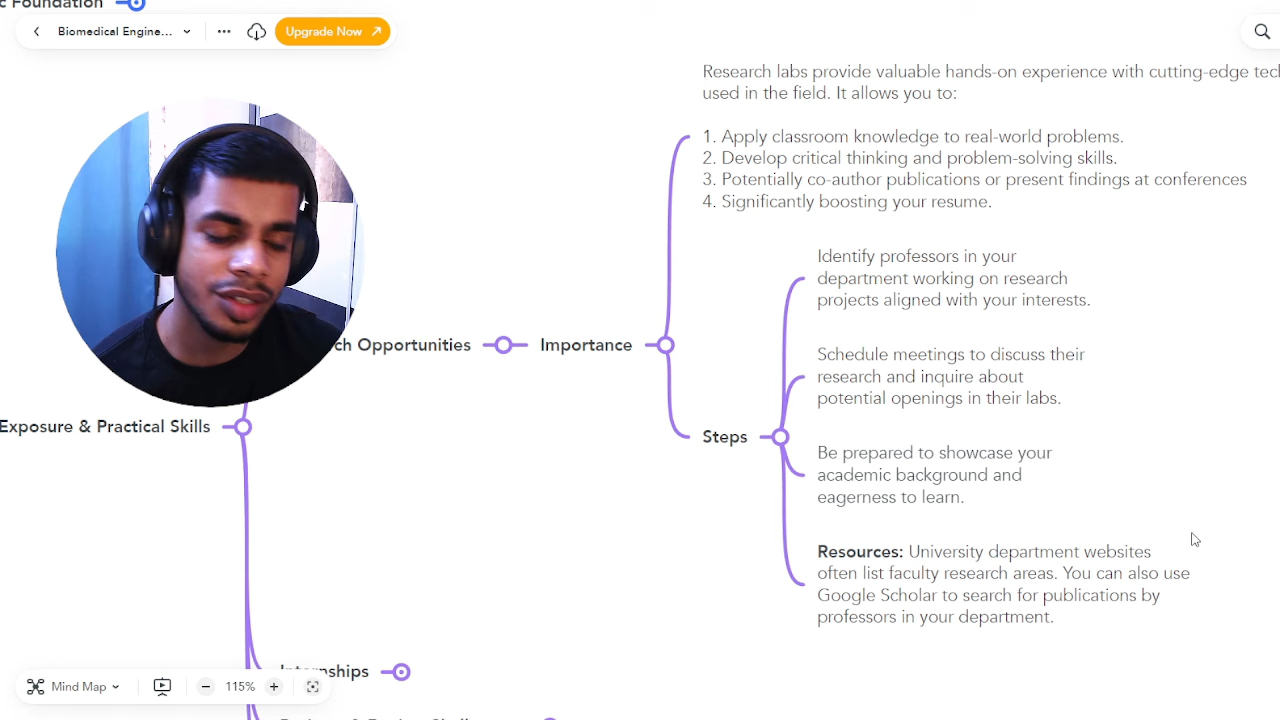 c Foundation
Biomedical Engine...
Upgrade Now
Research labs provide valuable hands-on experience with cutting-edge tec
used in the field. It allows you to:
1. Apply classroom knowledge to real-world problems.
2. Develop critical thinking and problem-solving skills.
3. Potentially co-author publications or present findings at conferences
4. Significantly boosting your resume.
Identify professors in your
department working on research
projects aligned with your interests.
ch Opportunities
Importance
Schedule meetings to discuss their
research and inquire about
potential openings in their labs.
Exposure & Practical Skills
Steps
Be prepared to showcase your
academic background and
eagerness to learn.
Resources: University department websites
often list faculty research areas. You can also use
Google Scholar to search for publications by
professors in your department.
Internships
Mind Map
115%